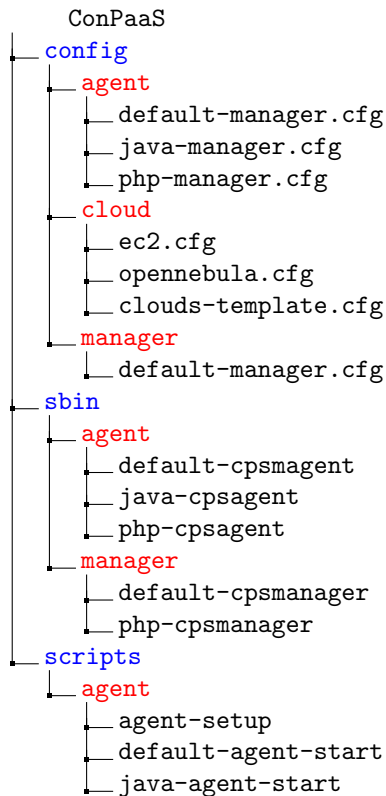 ConPaaS
config
agent
default-manager.cfg
java-manager.cfg
php-manager.cfg
cloud
ec2.cfg
opennebula.cfg
clouds-template.cfg
manager
default-manager.cfg
sbin
agent
default-cpsmagent
java-cpsagent
php-cpsagent
manager
default-cpsmanager
php-cpsmanager
scripts
agent
agent-setup
default-agent-start
java-agent-start